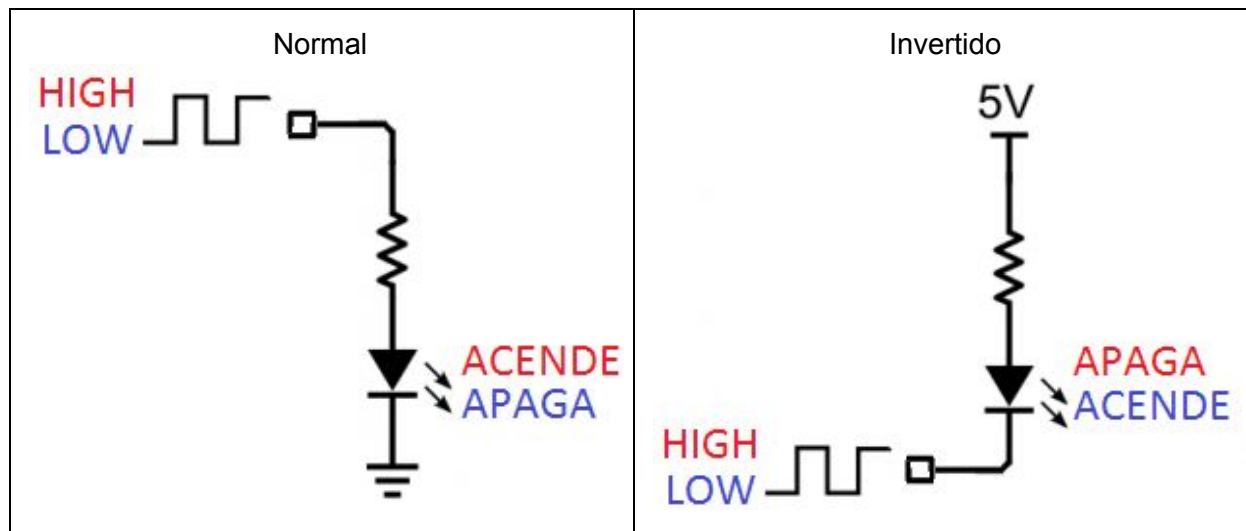 Normal
HIGH
LOW
ACENDE
APAGA
Invertido
5V
APAGA
ACENDE
HIGH
LOW